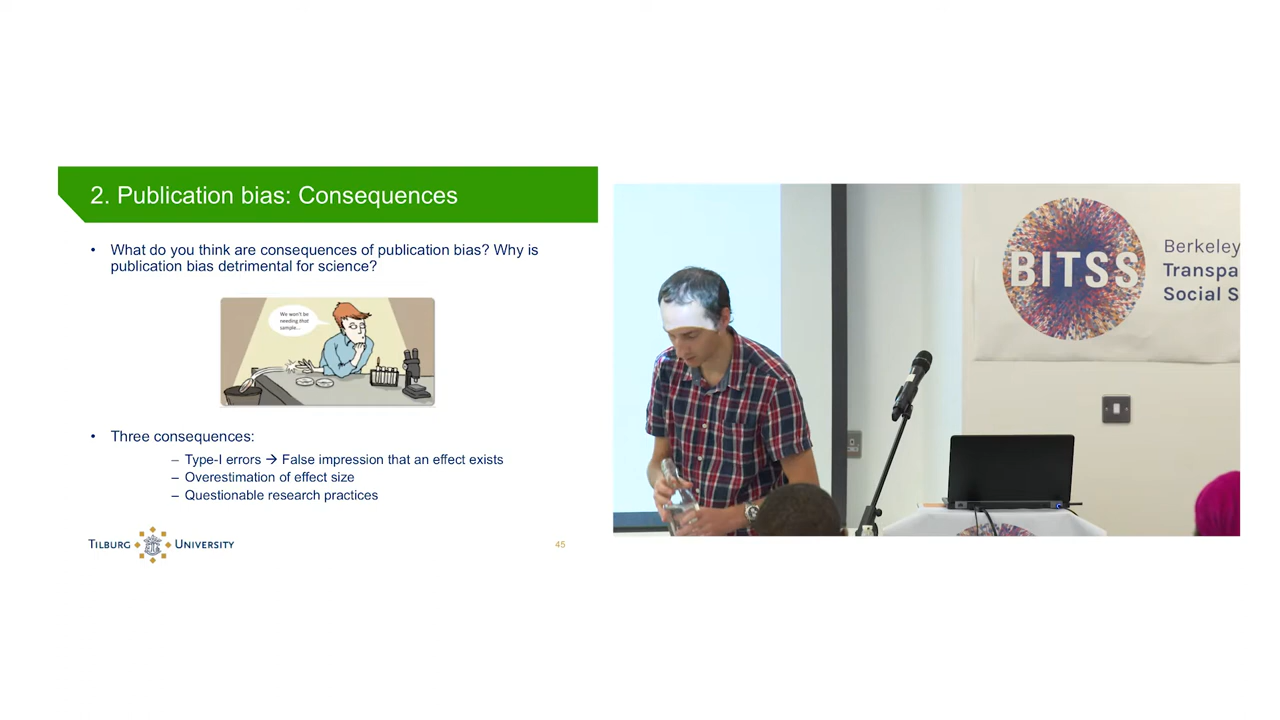 2. Publication bias: Consequences
• What do you think are consequences of publication bias? Why is
publication bias detrimental for science?
We won't be
needing that
sample...
• Three consequences:
– Type-I errors → False impression that an effect exists
– Overestimation of effect size
– Questionable research practices
TILBURG UNIVERSITY
45
BITSS
Berkeley
Transpa
Social S